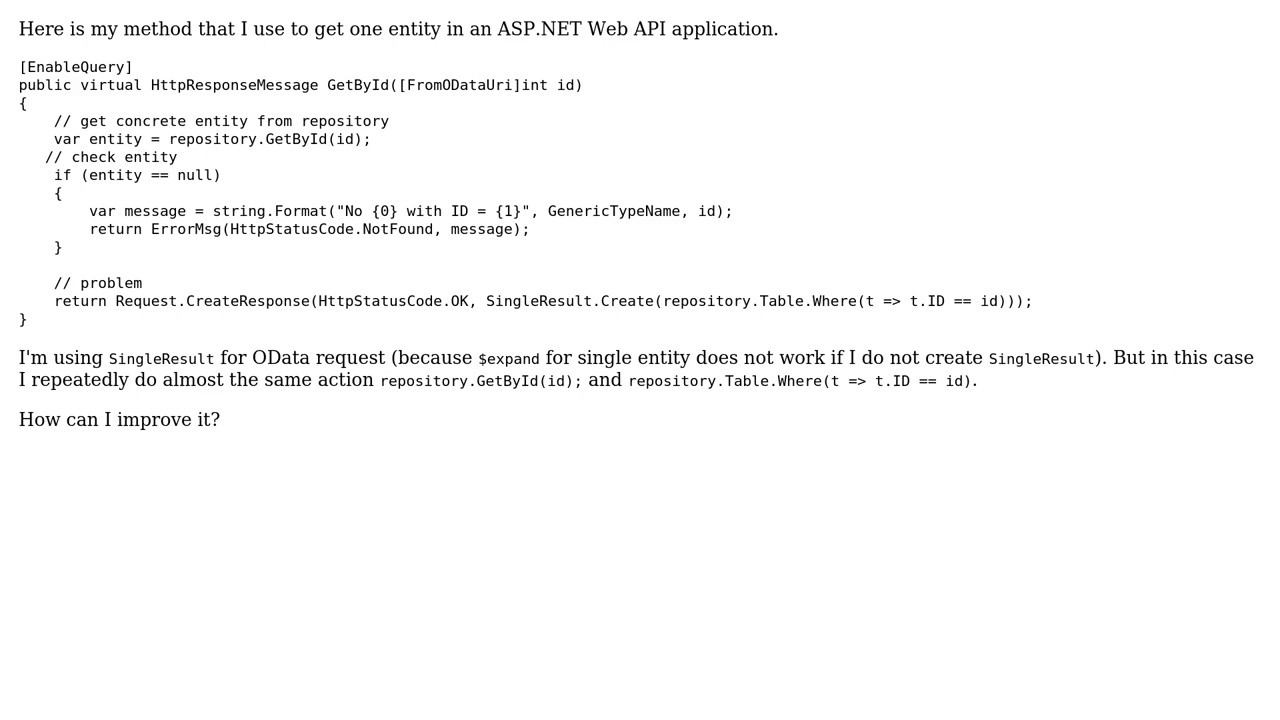 Here is my method that I use to get one entity in an ASP.NET Web API application.
[EnableQuery]
public virtual HttpResponseMessage GetById([FromODataUri]int id)
{
    // get concrete entity from repository
    var entity = repository.GetById(id);
   // check entity
    if (entity == null)
    {
        var message = string.Format("No {0} with ID = {1}", GenericTypeName, id);
        return ErrorMsg(HttpStatusCode.NotFound, message);
    }

    // problem
    return Request.CreateResponse(HttpStatusCode.OK, SingleResult.Create(repository.Table.Where(t => t.ID == id)));
}
I'm using SingleResult for OData request (because $expand for single entity does not work if I do not create SingleResult). But in this case
I repeatedly do almost the same action repository.GetById(id); and repository.Table.Where(t => t.ID == id).
How can I improve it?